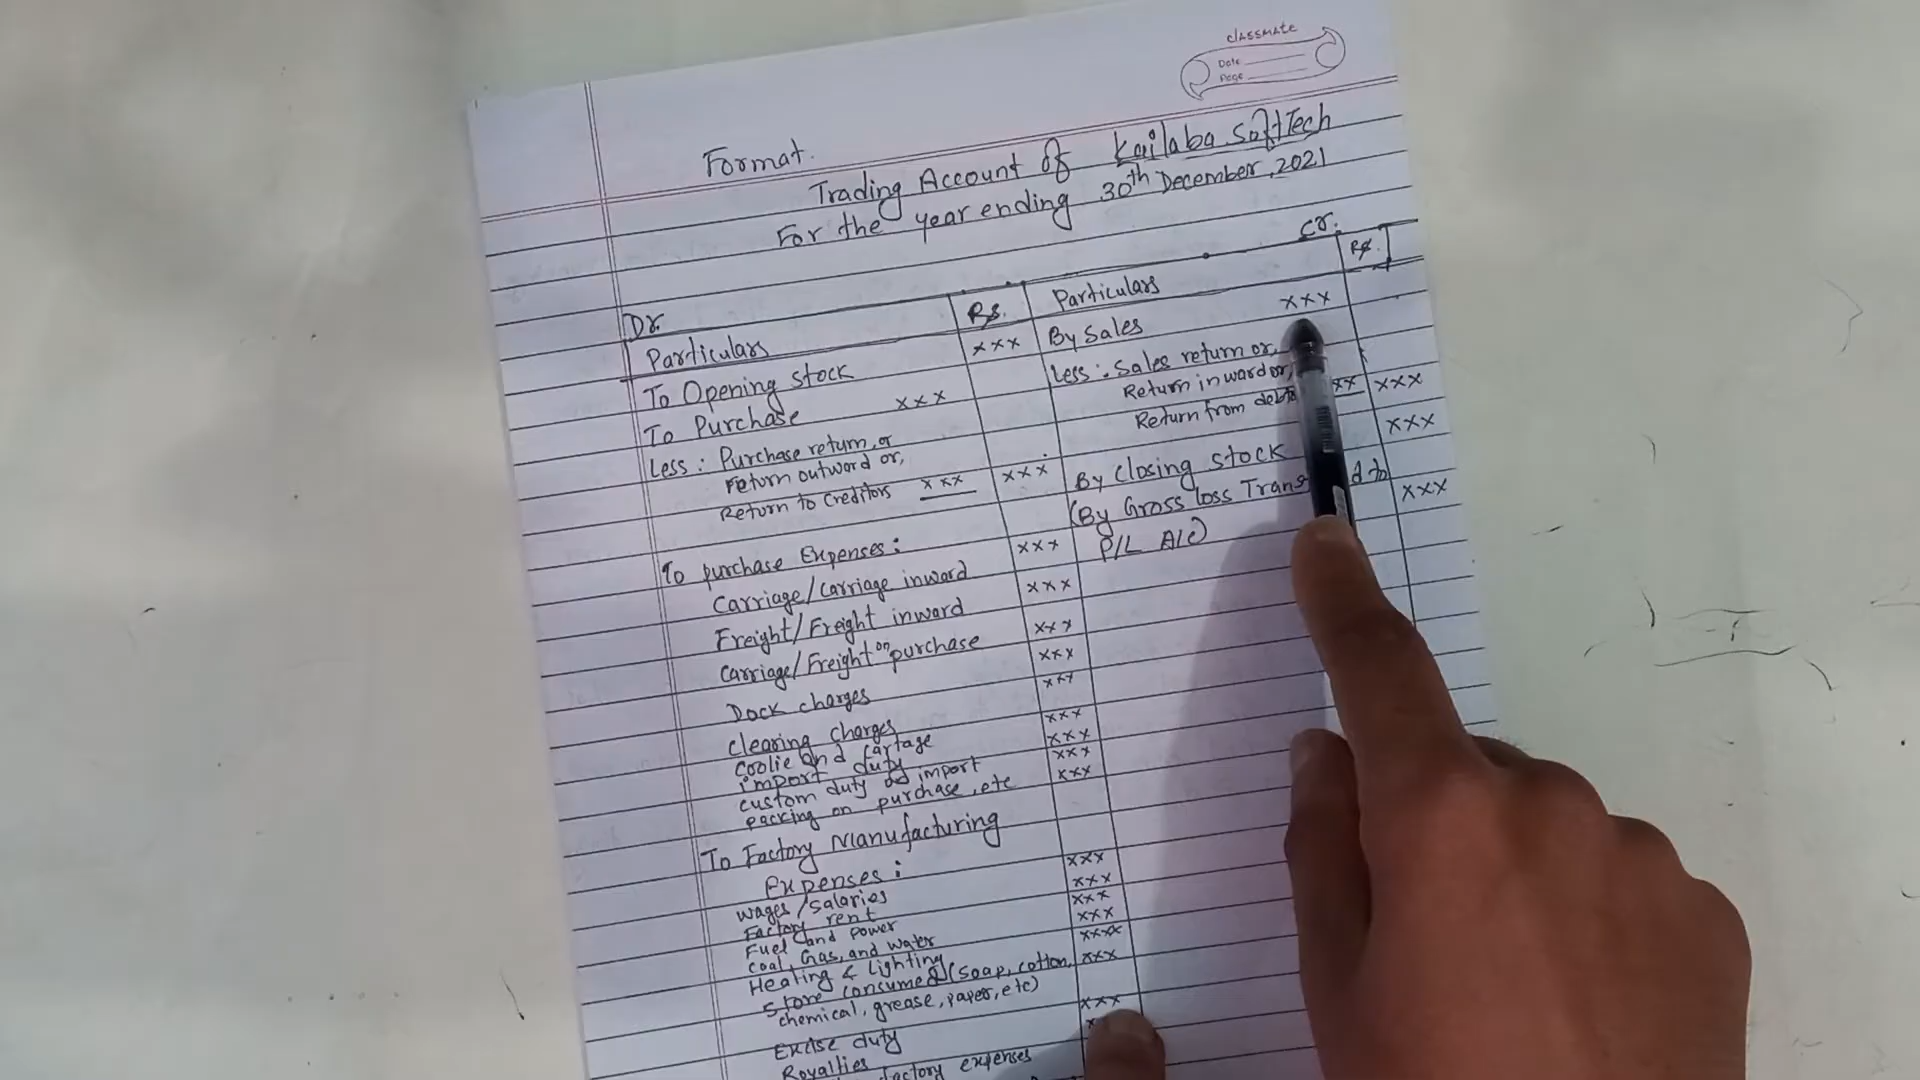 classmate
Date
Page
Format.
Trading Account Of Kailaba SoftTech
For the year ending 30th December, 2021
Dr.
Cr.
Particulars Rs. Particulars Rs.
To Opening stock xxx
To Purchase xxx
Less: Purchase return, or
return outword or,
Return to Creditors xxx xxx
To purchase Expenses:
Carriage/carriage inward xxx
Freight/Freight inward xxx
Carriage/Freight on purchase xxx
Dock charges xxx
clearing charges xxx
coolie and cartage xxx
import duty xxx
custom duty on import xxx
packing on purchase, etc xxx
To Factory Manufacturing
Expenses:
wages/salaries xxx
Factory rent xxx
Fuel and power xxx
coal, Gas, and water xxx
Heating & Lighting xxxx
store consumed (soap, cotton, xxx
chemical, grease, paper, etc)
Excise duty xxx
Royalties x
factory expenses
By Sales xxx
Less: Sales return or,
Return inward or,
Return from xx xxx
By Closing stock xxx
(By Gross loss to xxx
P/L A/c)